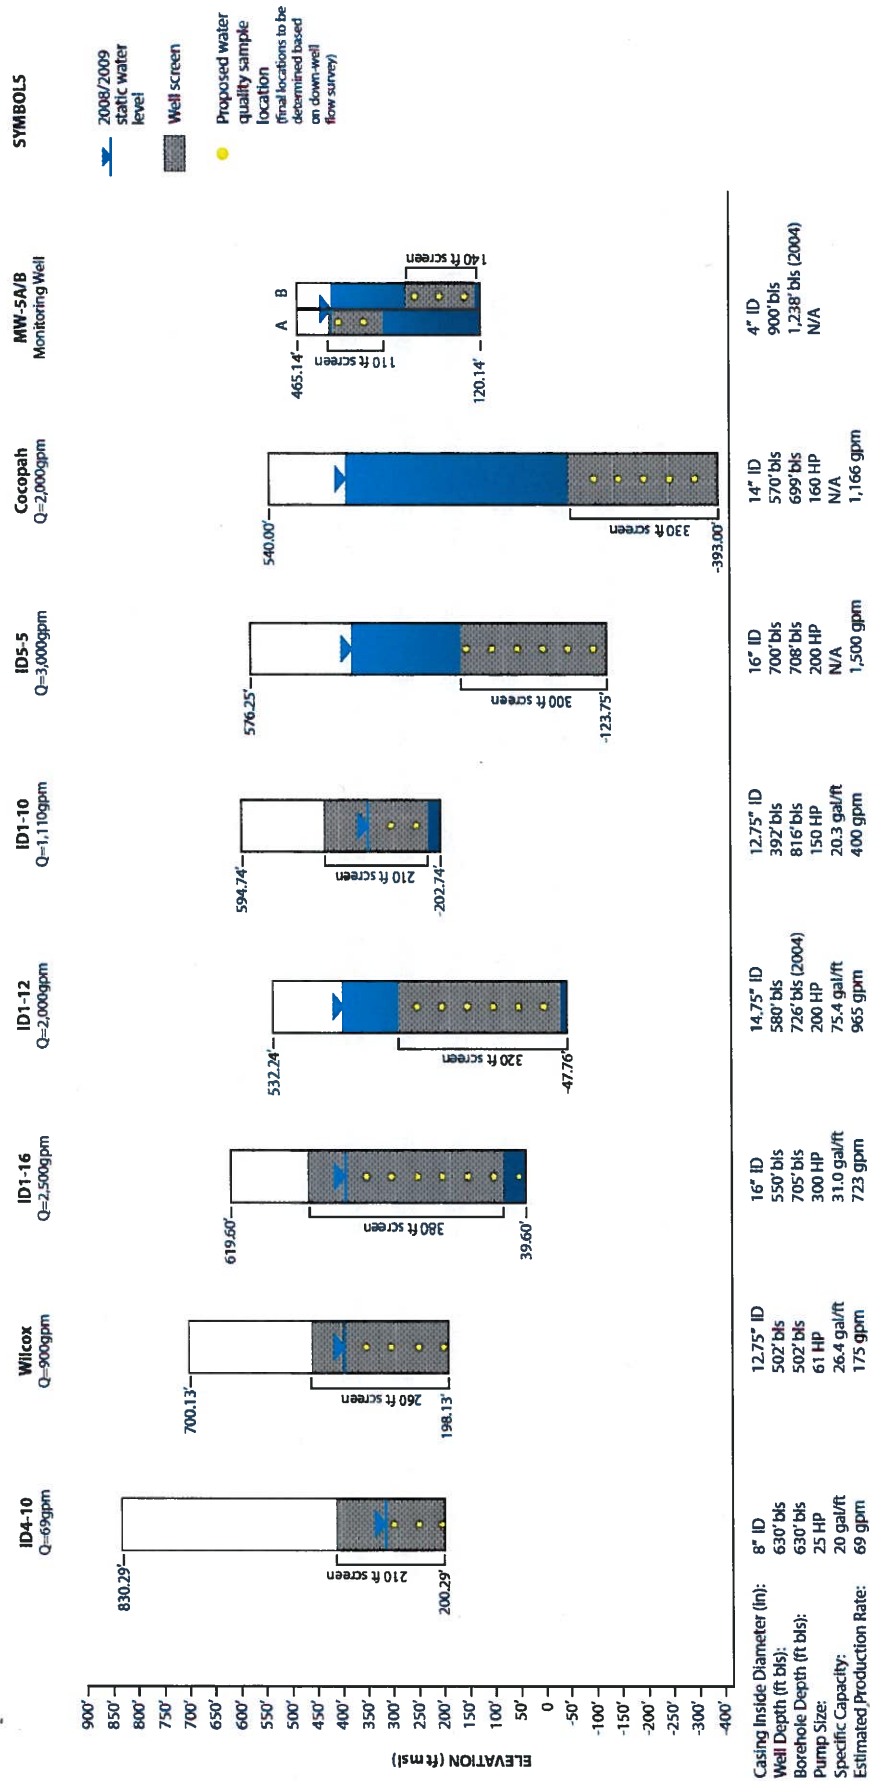 ID4-10
Q=69gpm
Wilcox
Q=900gpm
ID1-16
Q=2,500gpm
ID1-12
Q=2,000gpm
ID1-10
Q=1,110gpm
ID5-5
Q=3,000gpm
Cocopah
Q=2,000gpm
MW-5A/B
Monitoring Well
SYMBOLS
2008/2009
static water
level
Well screen
Proposed water
quality sample
location
(final locations to be
determined based
on down-well
flow survey)
ELEVATION (ft msl)
900'
850'
800'
750'
700'
650'
600'
550'
500'
450'
400'
350'
300'
250'
200'
150'
100'
50'
0
-50'
-100'
-150'
-200'
-250'
-300'
-350'
-400'
830.29'
210 ft screen
200.29'
700.13'
260 ft screen
198.13'
619.60'
380 ft screen
39.60'
532.24'
320 ft screen
-47.76'
594.74'
210 ft screen
-202.74'
576.25'
300 ft screen
-123.75'
540.00'
330 ft screen
-393.00'
A B
465.14'
110 ft screen
140 ft screen
120.14'
Casing Inside Diameter (in): 8" ID 12.75" ID 16" ID 14.75" ID 12.75" ID 16" ID 14" ID 4" ID
Well Depth (ft bls): 630' bls 502' bls 550' bls 580' bls 392' bls 700' bls 570' bls 900' bls
Borehole Depth (ft bls): 630' bls 502' bls 705' bls 726' bls (2004) 816' bls 708' bls 699' bls 1,238' bls (2004)
Pump Size: 25 HP 61 HP 300 HP 200 HP 150 HP 200 HP 160 HP N/A
Specific Capacity: 20 gal/ft 26.4 gal/ft 31.0 gal/ft 75.4 gal/ft 20.3 gal/ft N/A N/A
Estimated Production Rate: 69 gpm 175 gpm 723 gpm 965 gpm 400 gpm 1,500 gpm 1,166 gpm